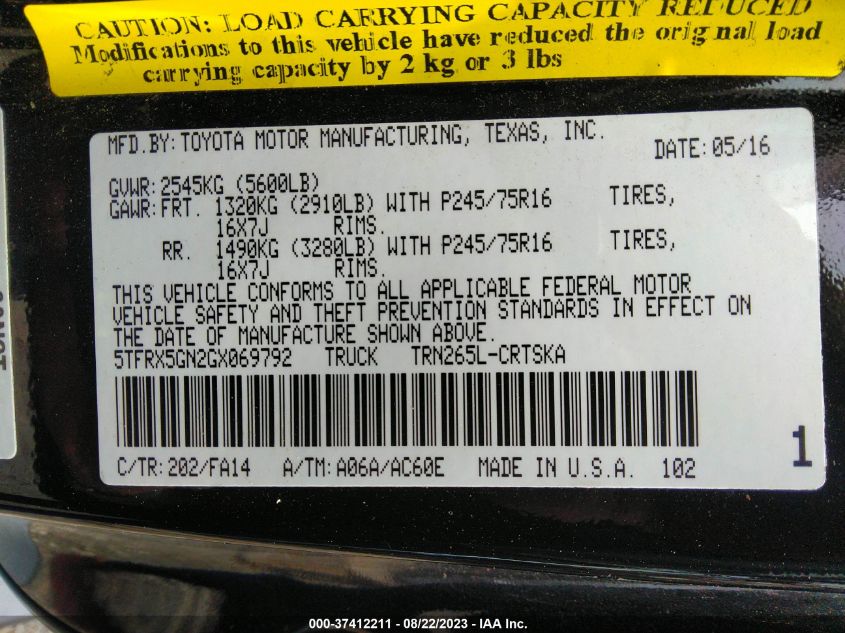 CAUTION: LOAD CARRYING CAPACITY REDUCED
Modifications to this vehicle have reduced the original load
carrying capacity by 2 kg or 3 lbs
MFD.BY: TOYOTA MOTOR MANUFACTURING, TEXAS, INC.
DATE: 05/16
GVWR: 2545KG (5600LB)
GAWR: FRT. 1320KG (2910LB) WITH P245/75R16 TIRES,
16X7J RIMS.
RR. 1490KG (3280LB) WITH P245/75R16 TIRES,
16X7J RIMS.
THIS VEHICLE CONFORMS TO ALL APPLICABLE FEDERAL MOTOR
VEHICLE SAFETY AND THEFT PREVENTION STANDARDS IN EFFECT ON
THE DATE OF MANUFACTURE SHOWN ABOVE.
5TFRX5GN2GX069792 TRUCK TRN265L-CRTSKA
C/TR: 202/FA14 A/TM: A06A/AC60E MADE IN U.S.A. 102
1
000-37412211 - 08/22/2023 - IAA Inc.